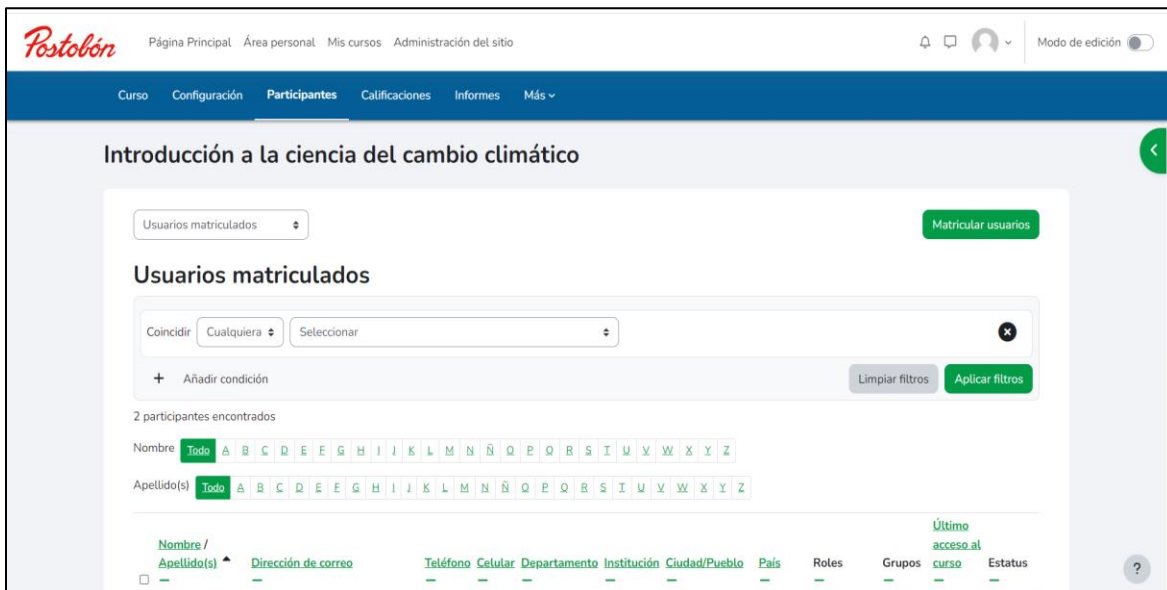 Postobón Página Principal Área personal Mis cursos Administración del sitio Modo de edición
Curso Configuración Participantes Calificaciones Informes Más
Introducción a la ciencia del cambio climático
Usuarios matriculados Matricular usuarios
Usuarios matriculados
Coincidir Cualquiera Seleccionar
+ Añadir condición Limpiar filtros Aplicar filtros
2 participantes encontrados
Nombre Todo A B C D E F G H I J K L M N Ñ O P Q R S T U V W X Y Z
Apellido(s) Todo A B C D E F G H I J K L M N Ñ O P Q R S T U V W X Y Z
Último
Nombre / acceso al
Apellido(s) Dirección de correo Teléfono Celular Departamento Institución Ciudad/Pueblo País Roles Grupos curso Estatus
?